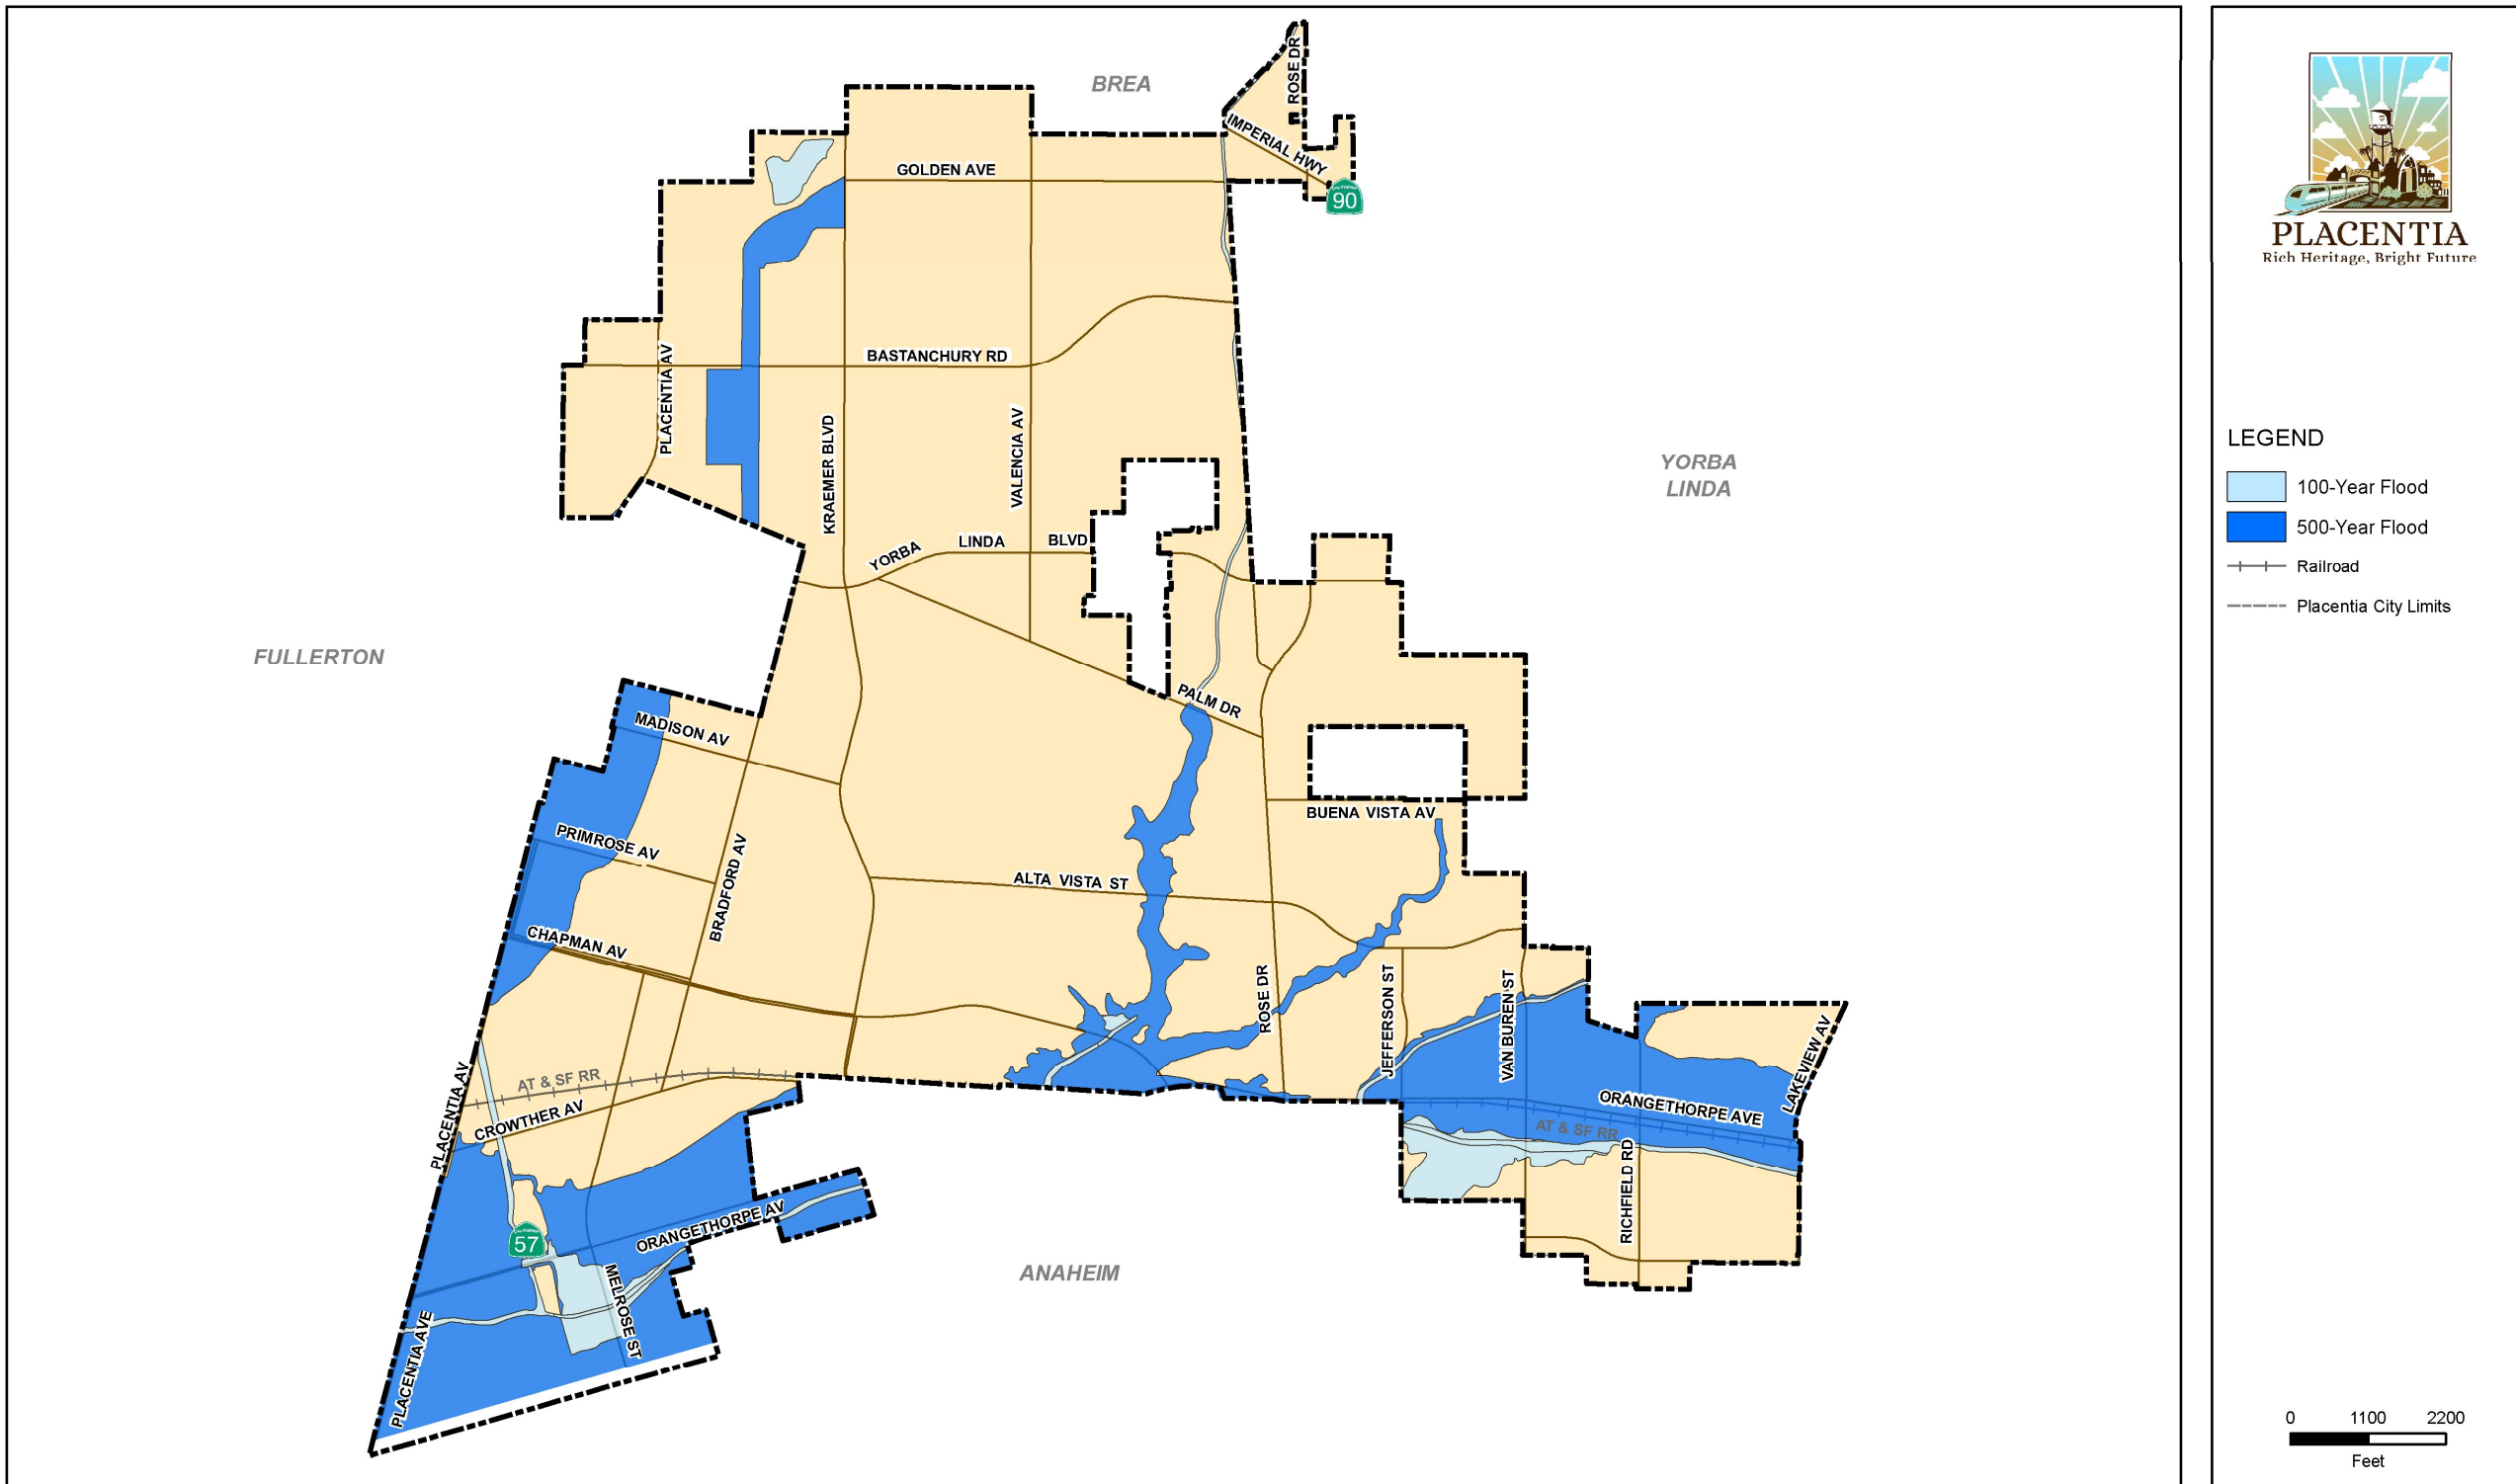 BREA
ROSE DR
IMPERIAL HWY
CALIFORNIA
90
GOLDEN AVE
PLACENTIA AV
BASTANCHURY RD
KRAEMER BLVD
VALENCIA AV
YORBA
LINDA
YORBA
LINDA
BLVD
FULLERTON
PALM DR
MADISON AV
BUENA VISTA AV
PRIMROSE AV
BRADFORD AV
ALTA VISTA ST
CHAPMAN AV
ROSE DR
JEFFERSON ST
VAN BUREN ST
LAKEVIEW AV
PLACENTIA AV
AT & SF RR
CROWTHER AV
ORANGETHORPE AVE
AT & SF RR
RICHFIELD RD
CALIFORNIA
57
ORANGETHORPE AV
MELROSE ST
ANAHEIM
PLACENTIA AVE
PLACENTIA
Rich Heritage, Bright Future
LEGEND
100-Year Flood
500-Year Flood
Railroad
Placentia City Limits
0 1100 2200
Feet